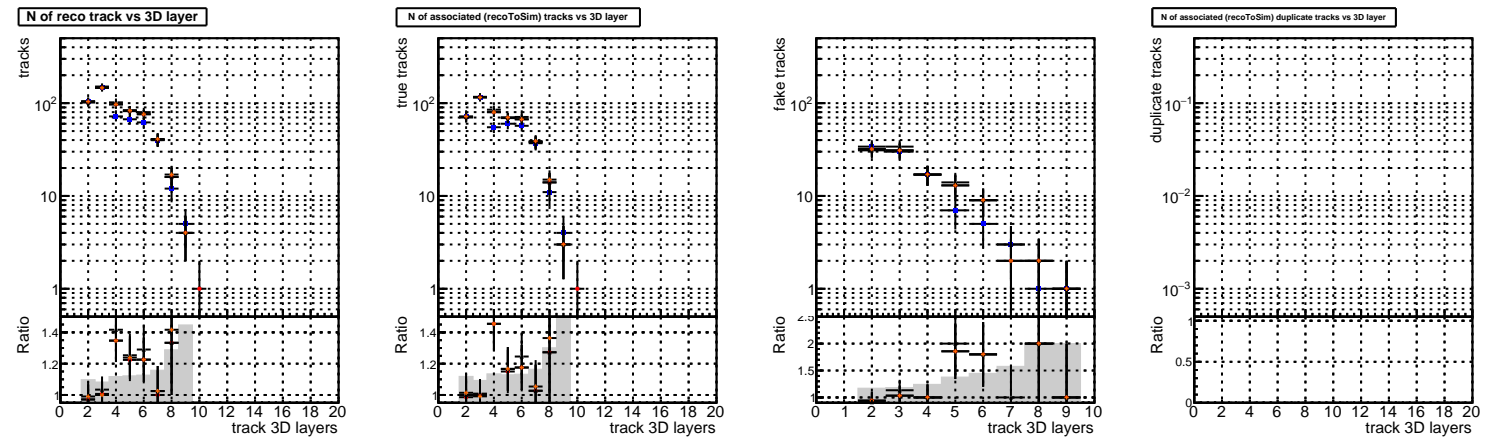 N of reco track vs 3D layer
tracks
10²
10
1
Ratio
1.4
1.2
1
0 2 4 6 8 10 12 14 16 18 20
track 3D layers
N of associated (recoToSim) tracks vs 3D layer
true tracks
10²
10
1
Ratio
1.4
1.2
1
0 2 4 6 8 10 12 14 16 18 20
track 3D layers
fake tracks
10²
10
1
Ratio
2.5
2
1.5
1
0 1 2 3 4 5 6 7 8 9 10
track 3D layers
N of associated (recoToSim) duplicate tracks vs 3D layer
duplicate tracks
10⁻¹
10⁻²
10⁻³
Ratio
1
0.5
0
0 2 4 6 8 10 12 14 16 18 20
track 3D layers